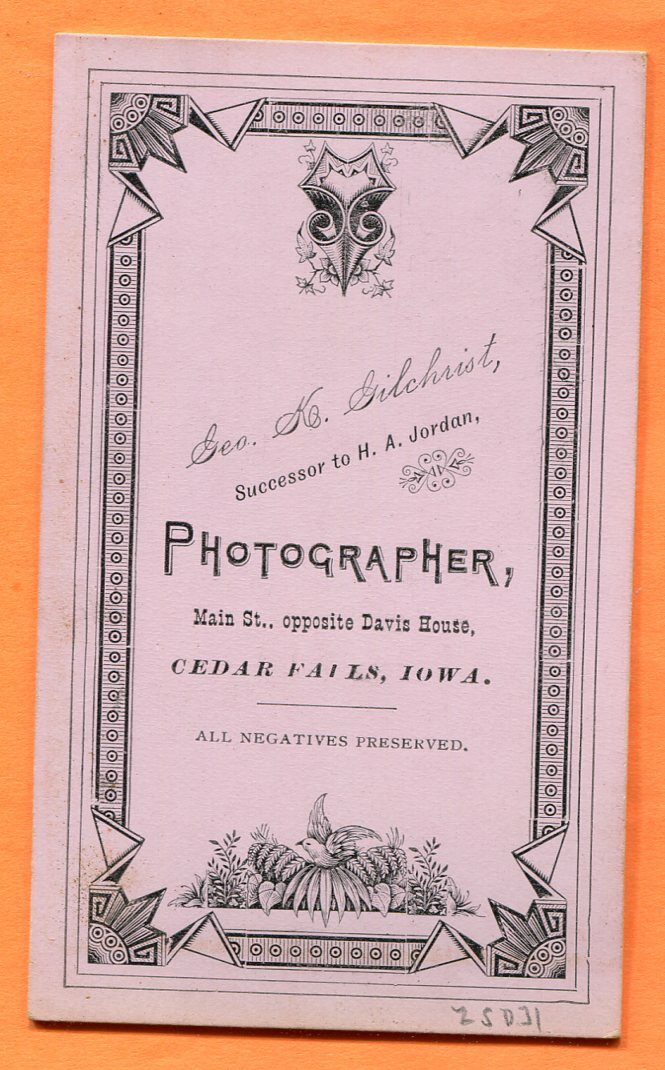 Geo. K. Gilchrist,
Successor to H. A. Jordan,
PHOTOGRAPHER,
Main St., opposite Davis House,
CEDAR FALLS, IOWA.
ALL NEGATIVES PRESERVED.